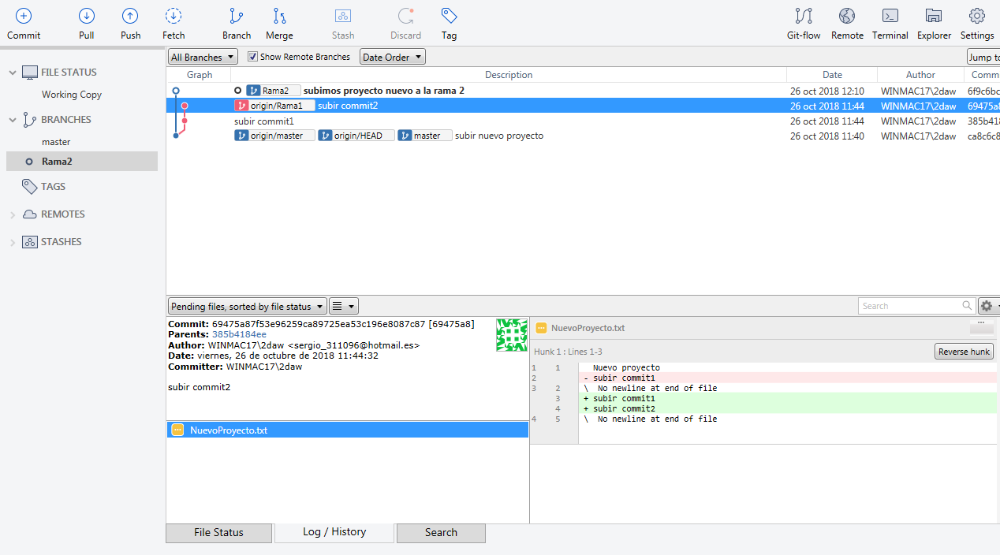 Commit Pull Push Fetch Branch Merge Stash Discard Tag Git-flow Remote Terminal Explorer Settings
FILE STATUS
Working Copy
BRANCHES
master
Rama2
TAGS
REMOTES
STASHES
All Branches Show Remote Branches Date Order Jump to
Graph Description Date Author Comm
Rama2 subimos proyecto nuevo a la rama 2 26 oct 2018 12:10 WINMAC17\2daw 6f9c6bc
origin/Rama1 subir commit2 26 oct 2018 11:44 WINMAC17\2daw 69475a8
subir commit1 26 oct 2018 11:44 WINMAC17\2daw 385b418
origin/master origin/HEAD master subir nuevo proyecto 26 oct 2018 11:40 WINMAC17\2daw ca8c6c8
Pending files, sorted by file status Search
Commit: 69475a87f53e96259ca89725ea53c196e8087c87 [69475a8]
Parents: 385b4184ee
Author: WINMAC17\2daw <sergio_311096@hotmail.es>
Date: viernes, 26 de octubre de 2018 11:44:32
Committer: WINMAC17\2daw
subir commit2
NuevoProyecto.txt
NuevoProyecto.txt
Hunk 1 : Lines 1-3 Reverse hunk
1 1 Nuevo proyecto
2 - subir commit1
3 2 \ No newline at end of file
3 + subir commit1
4 + subir commit2
4 5 \ No newline at end of file
File Status Log / History Search